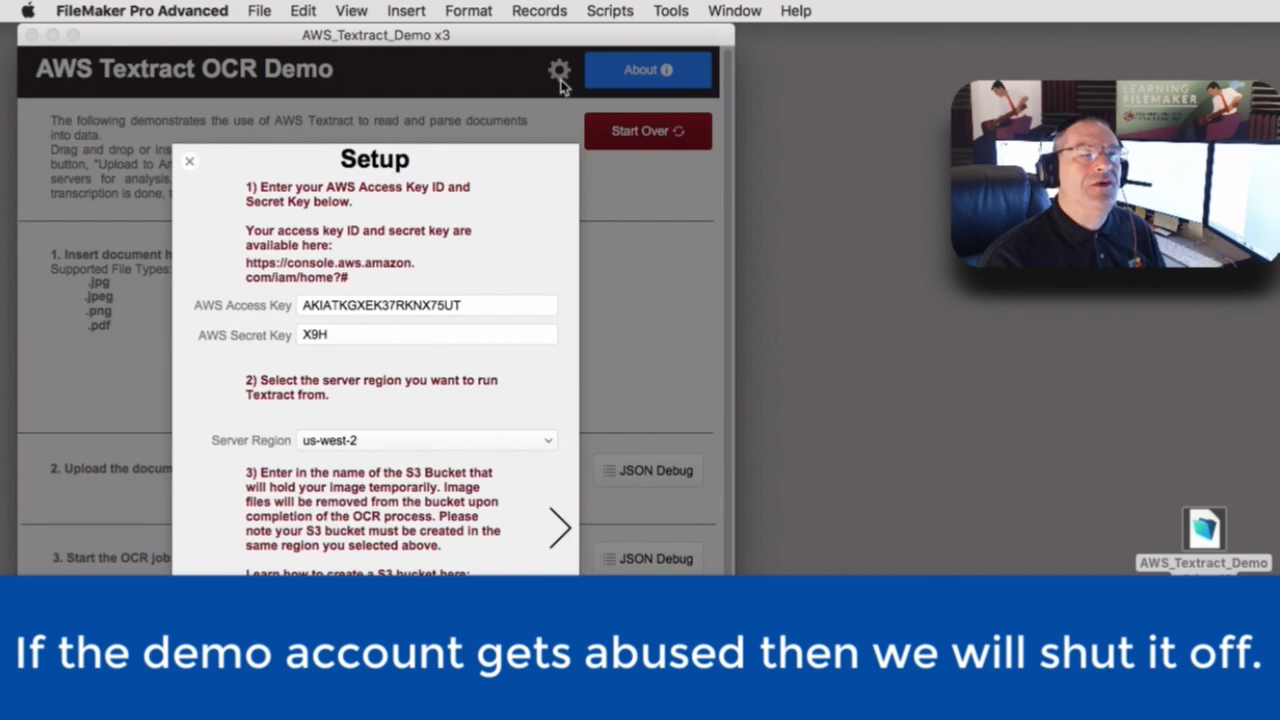 FileMaker Pro Advanced File Edit View Insert Format Records Scripts Tools Window Help
AWS_Textract_Demo x3
AWS Textract OCR Demo
About
The following demonstrates the use of AWS Textract to read and parse documents
into data.
Drag and drop or ins
button, "Upload to Am
servers for analysis.
transcription is done, t
Start Over
Setup
1) Enter your AWS Access Key ID and
Secret Key below.
Your access key ID and secret key are
available here:
https://console.aws.amazon.
com/iam/home?#
AWS Access Key AKIATKGXEK37RKNX75UT
AWS Secret Key X9H
2) Select the server region you want to run
Textract from.
Server Region us-west-2
3) Enter in the name of the S3 Bucket that
will hold your image temporarily. Image
files will be removed from the bucket upon
completion of the OCR process. Please
note your S3 bucket must be created in the
same region you selected above.
Learn how to create a S3 bucket here:
1. Insert document h
Supported File Types:
.jpg
.jpeg
.png
.pdf
2. Upload the docum
JSON Debug
3. Start the OCR job
JSON Debug
LEARNING
FILEMAKER
AWS_Textract_Demo
If the demo account gets abused then we will shut it off.